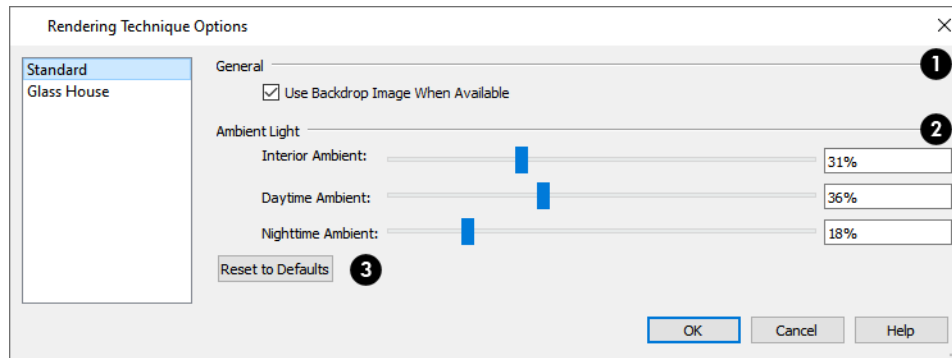 Rendering Technique Options
Standard
Glass House
General
1
Use Backdrop Image When Available
Ambient Light
2
Interior Ambient:
31%
Daytime Ambient:
36%
Nighttime Ambient:
18%
Reset to Defaults
3
OK
Cancel
Help